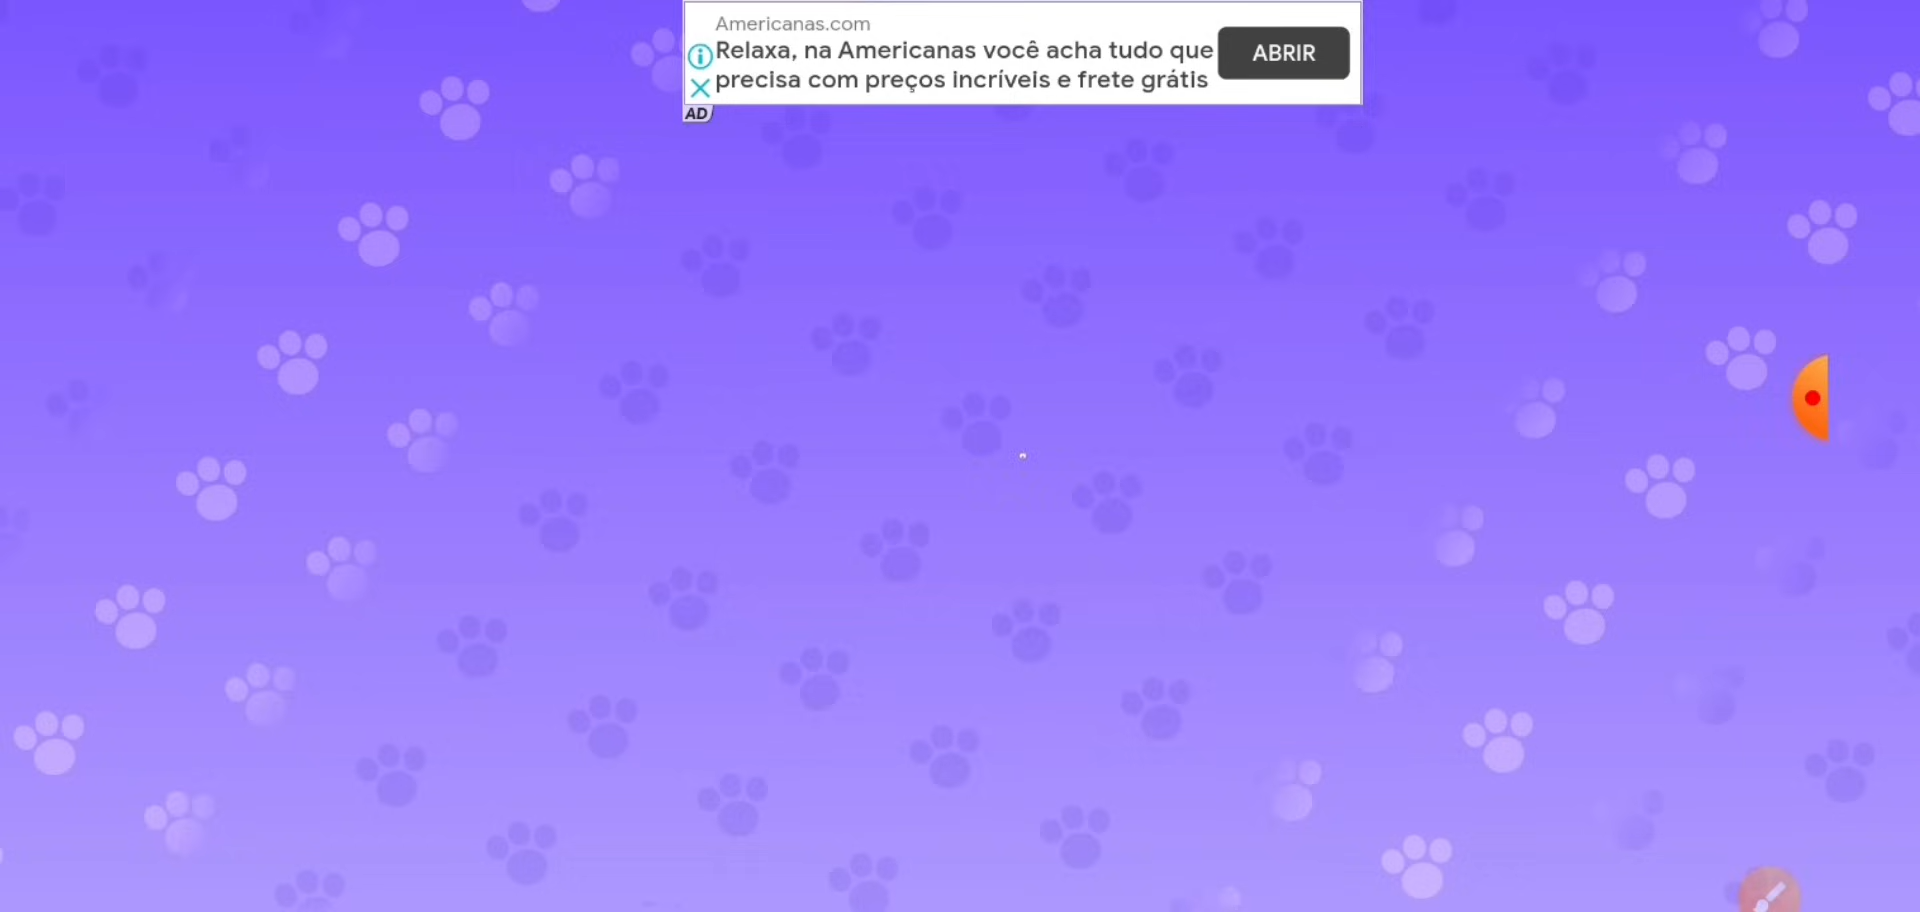 Americanas.com
Relaxa, na Americanas você acha tudo que
precisa com preços incríveis e frete grátis
ABRIR
AD